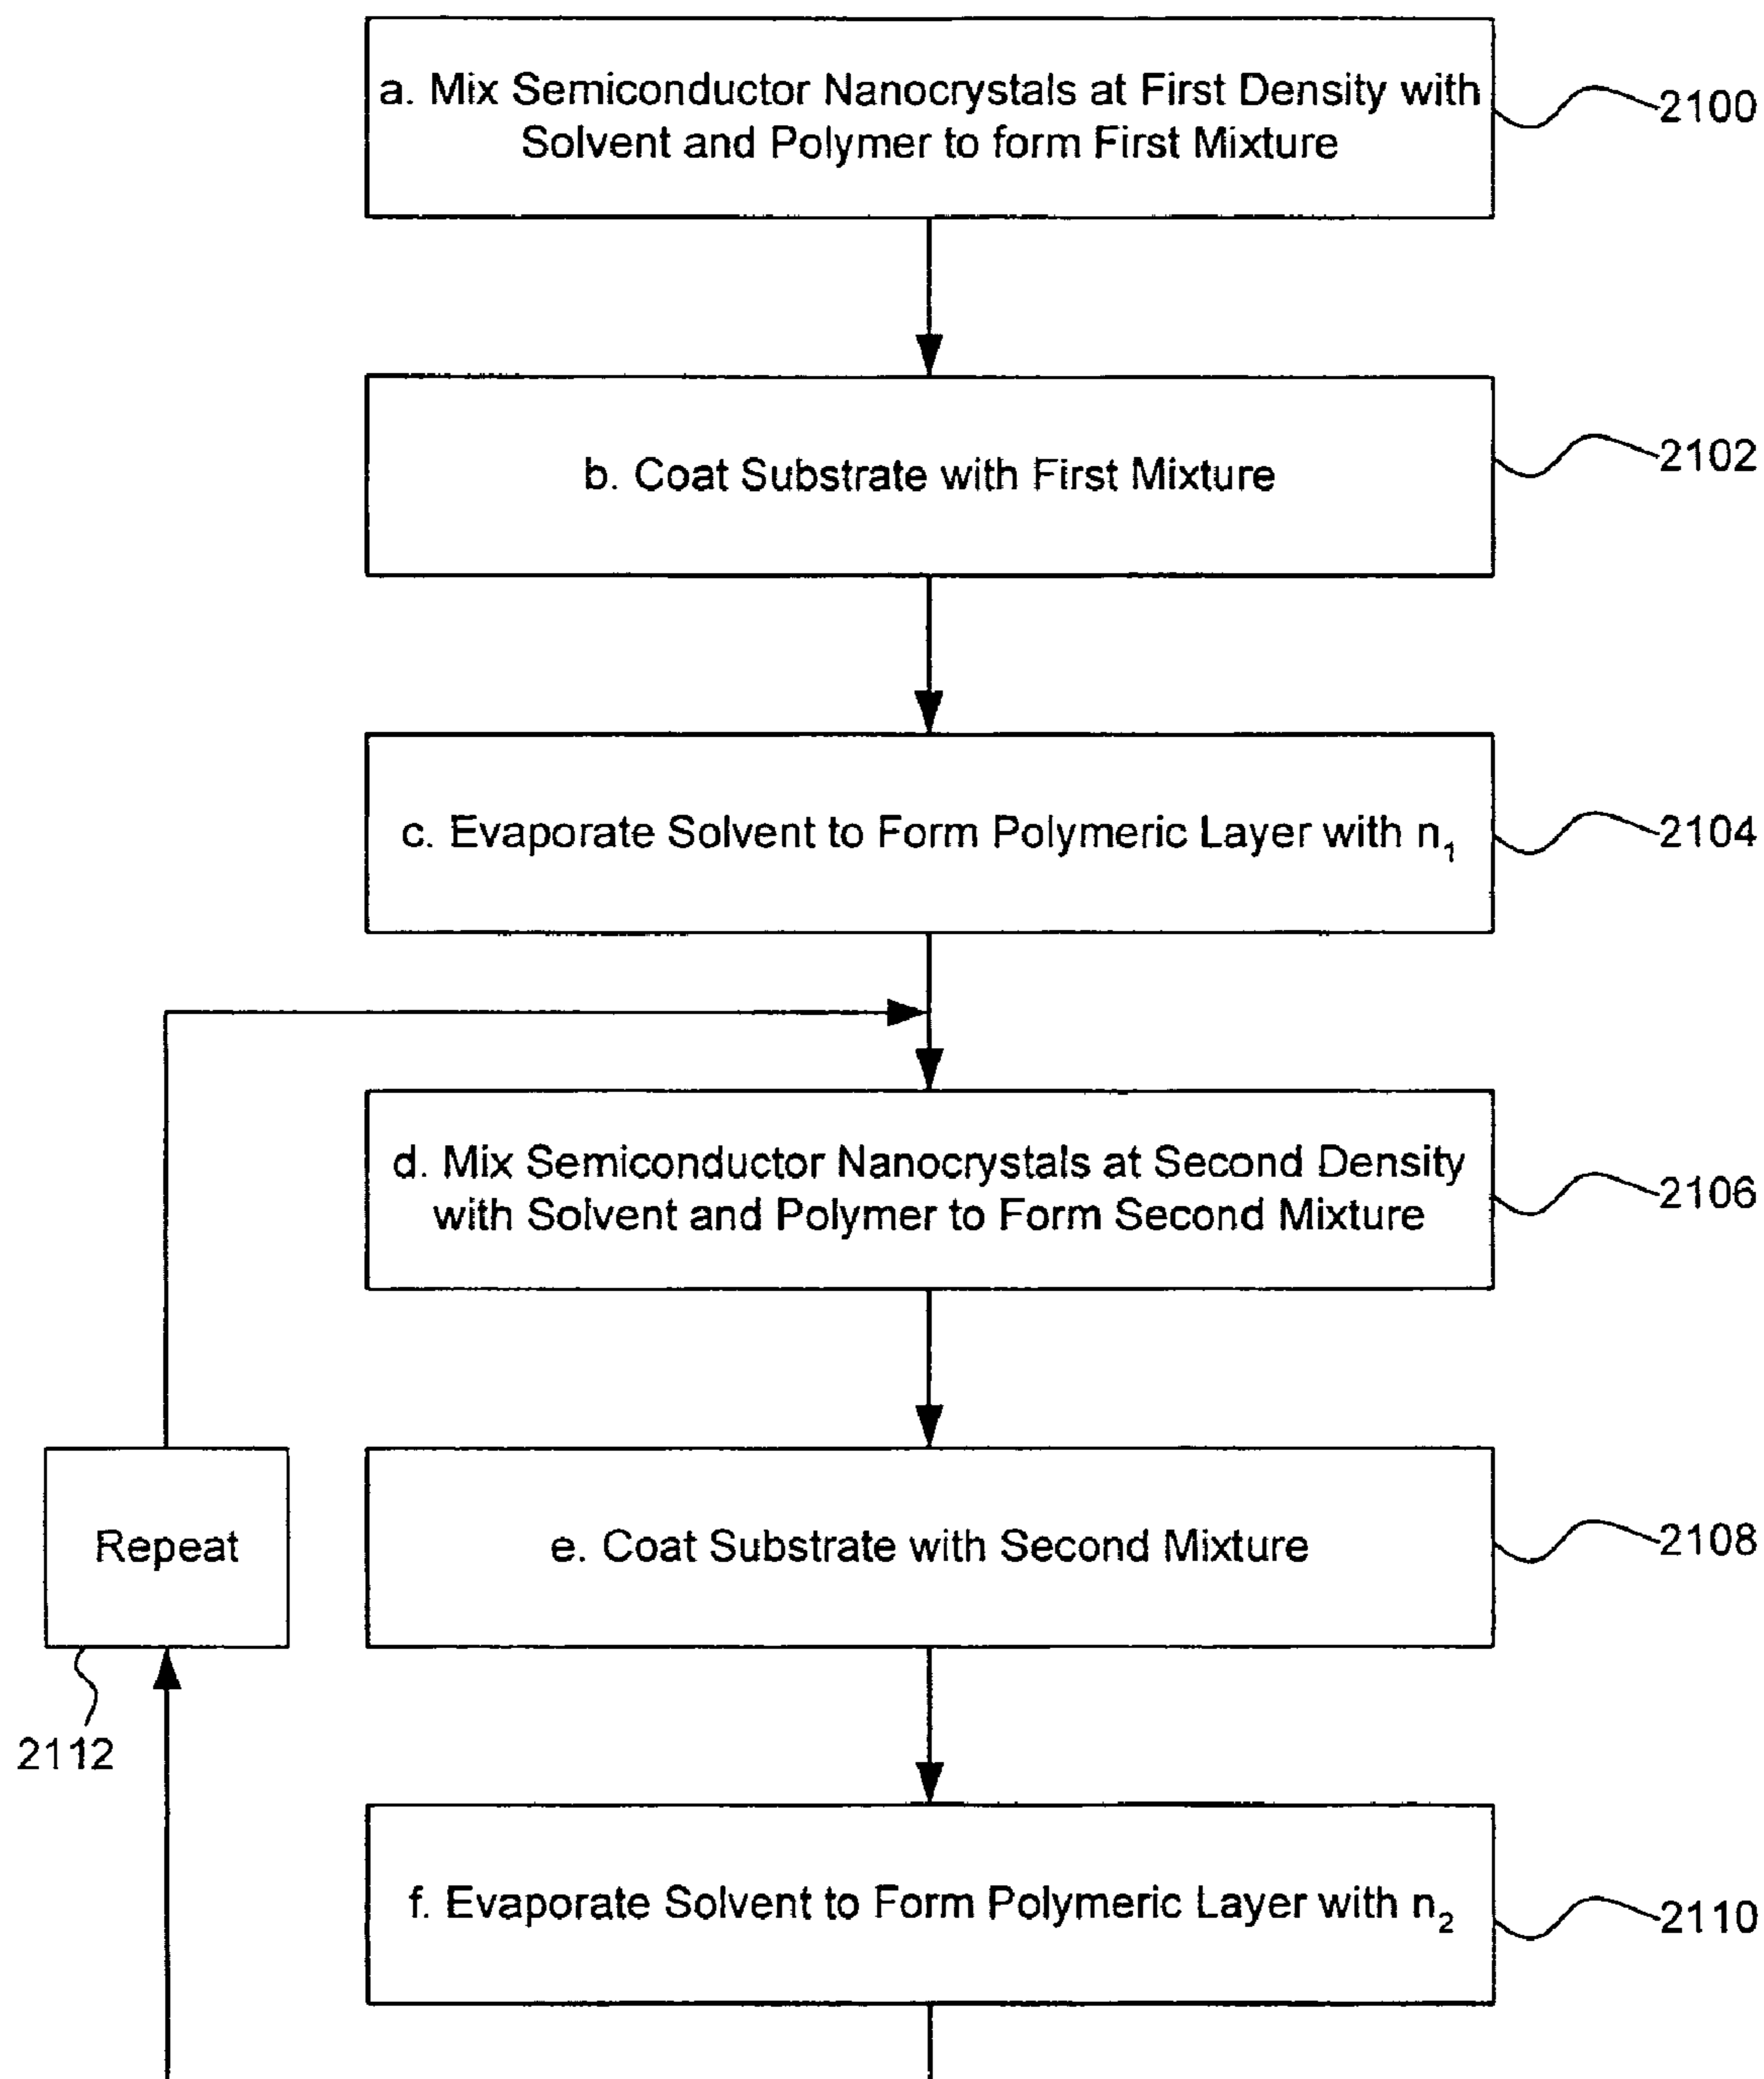 a. Mix Semiconductor Nanocrystals at First Density with
Solvent and Polymer to form First Mixture
2100
b. Coat Substrate with First Mixture
2102
c. Evaporate Solvent to Form Polymeric Layer with n₁
2104
d. Mix Semiconductor Nanocrystals at Second Density
with Solvent and Polymer to Form Second Mixture
2106
Repeat
2112
e. Coat Substrate with Second Mixture
2108
f. Evaporate Solvent to Form Polymeric Layer with n₂
2110